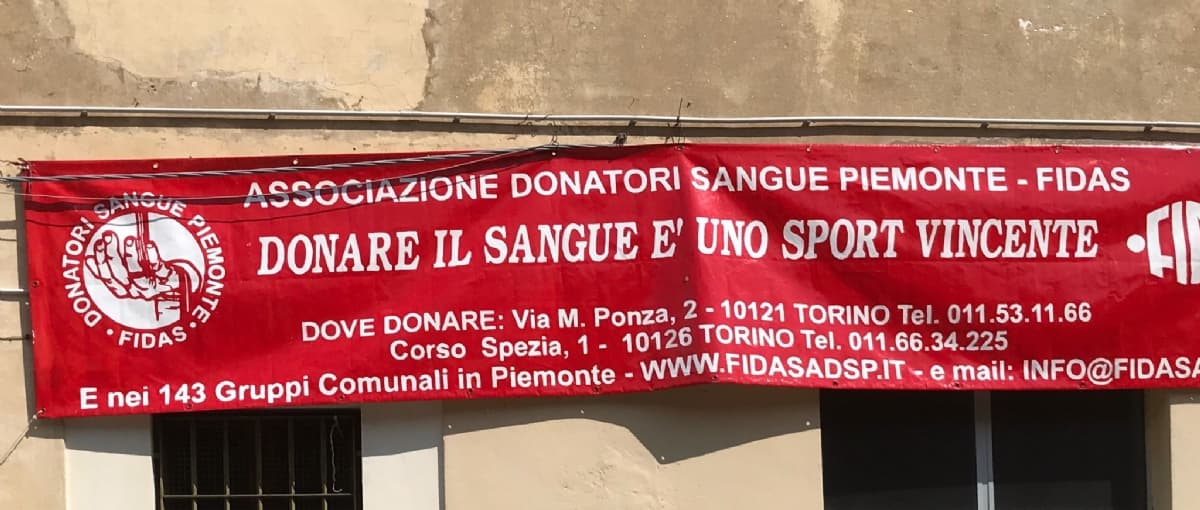 ASSOCIAZIONE DONATORI SANGUE PIEMONTE - FIDAS
DONARE IL SANGUE E' UNO SPORT VINCENTE
DONATORI SANGUE PIEMONTE • FIDAS •
DOVE DONARE: Via M. Ponza, 2 - 10121 TORINO Tel. 011.53.11.66
Corso Spezia, 1 - 10126 TORINO Tel. 011.66.34.225
E nei 143 Gruppi Comunali in Piemonte - WWW.FIDASADSP.IT - e mail: INFO@FIDASA